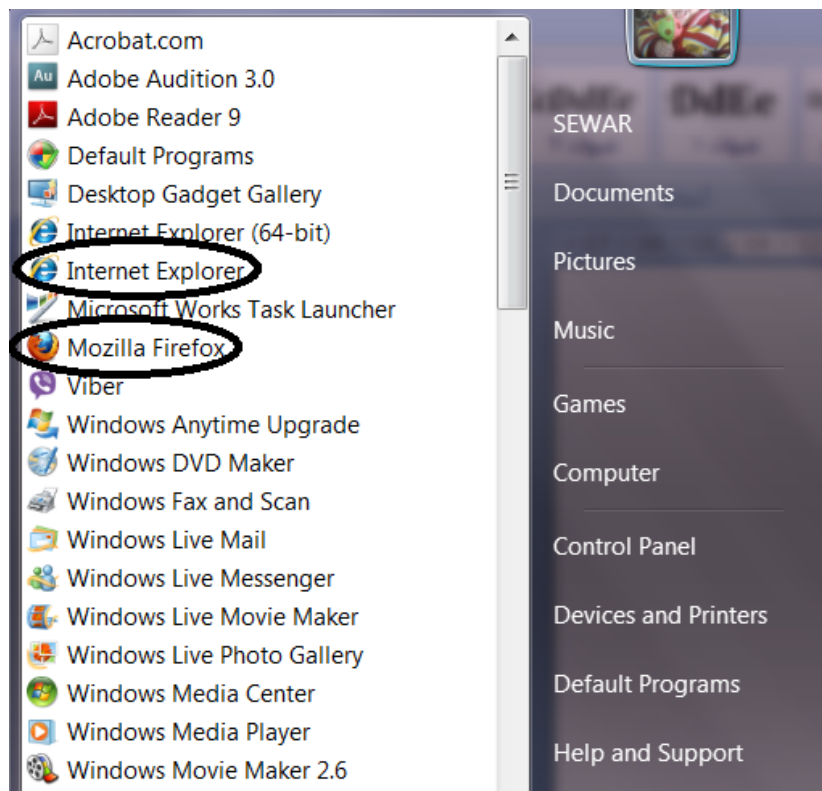 Acrobat.com
Au Adobe Audition 3.0
Adobe Reader 9
Default Programs
Desktop Gadget Gallery
Internet Explorer (64-bit)
Internet Explorer
Microsoft Works Task Launcher
Mozilla Firefox
Viber
Windows Anytime Upgrade
Windows DVD Maker
Windows Fax and Scan
Windows Live Mail
Windows Live Messenger
Windows Live Movie Maker
Windows Live Photo Gallery
Windows Media Center
Windows Media Player
Windows Movie Maker 2.6
DdEe
SEWAR
Documents
Pictures
Music
Games
Computer
Control Panel
Devices and Printers
Default Programs
Help and Support